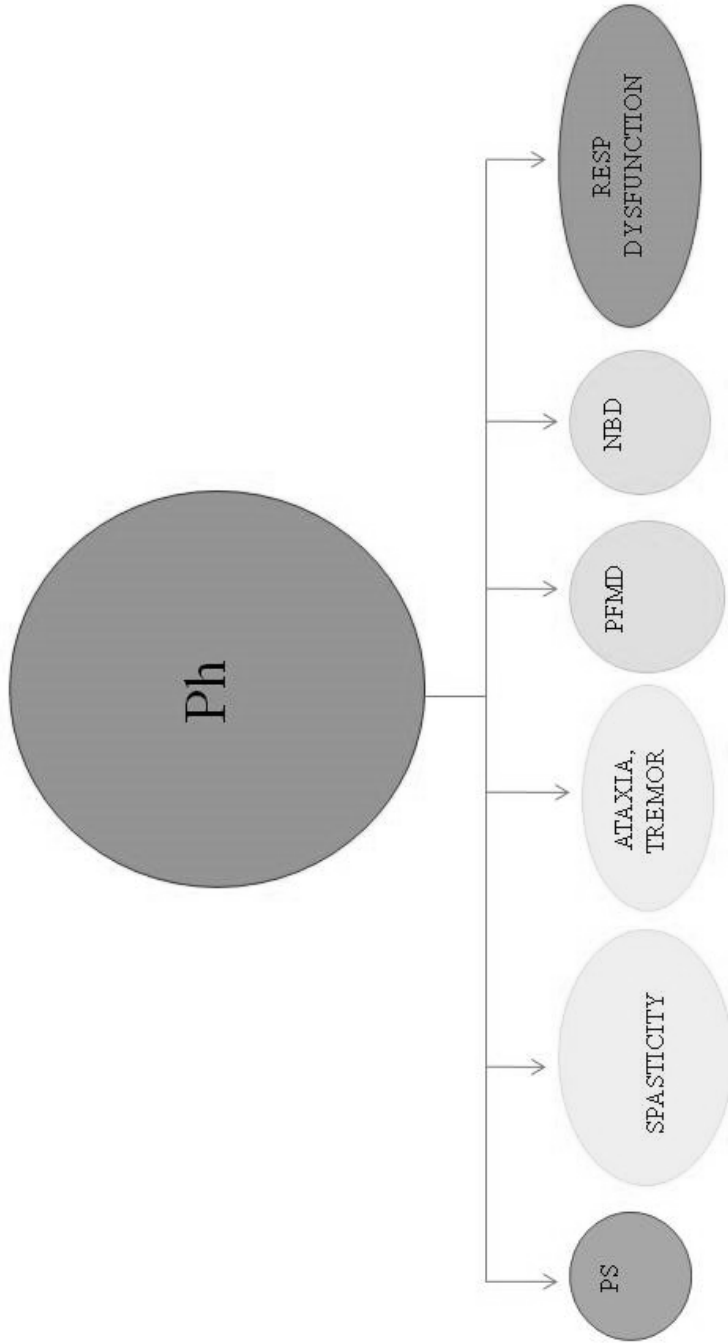 Ph
PS
SPASTICITY
ATAXIA,
TREMOR
PFMD
NBD
RESP
DYSFUNCTION